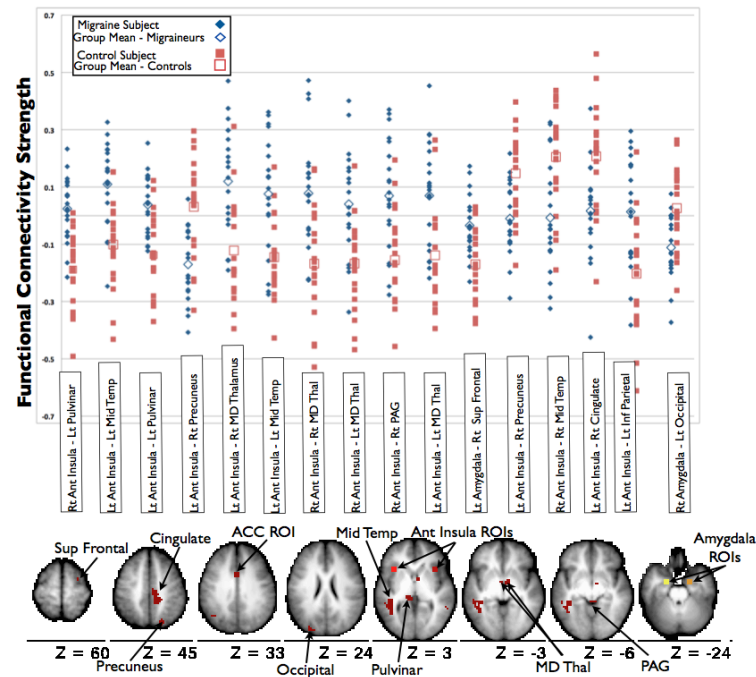 Functional Connectivity Strength
0.7
0.5
0.3
0.1
-0.1
-0.3
-0.5
-0.7
Migraine Subject
Group Mean - Migraineurs
Control Subject
Group Mean - Controls
Rt Ant Insula - Lt Pulvinar
Rt Ant Insula - Lt Mid Temp
Lt Ant Insula - Lt Pulvinar
Lt Ant Insula - Rt Precuneus
Lt Ant Insula - Rt MD Thalamus
Lt Ant Insula - Lt Mid Temp
Rt Ant Insula - Rt MD Thal
Rt Ant Insula - Lt MD Thal
Rt Ant Insula - Rt PAG
Lt Ant Insula - Lt MD Thal
Lt Amygdala - Rt Sup Frontal
Rt Ant Insula - Rt Precuneus
Rt Ant Insula - Rt Mid Temp
Lt Ant Insula - Rt Cingulate
Lt Ant Insula - Lt Inf Parietal
Rt Amygdala - Lt Occipital
Sup Frontal
Cingulate
ACC ROI
Mid Temp
Ant Insula ROIs
Amygdala
ROIs
Z = 60
Z = 45
Z = 33
Z = 24
Z = 3
Z = -3
Z = -6
Z = -24
Precuneus
Occipital
Pulvinar
MD Thal
PAG